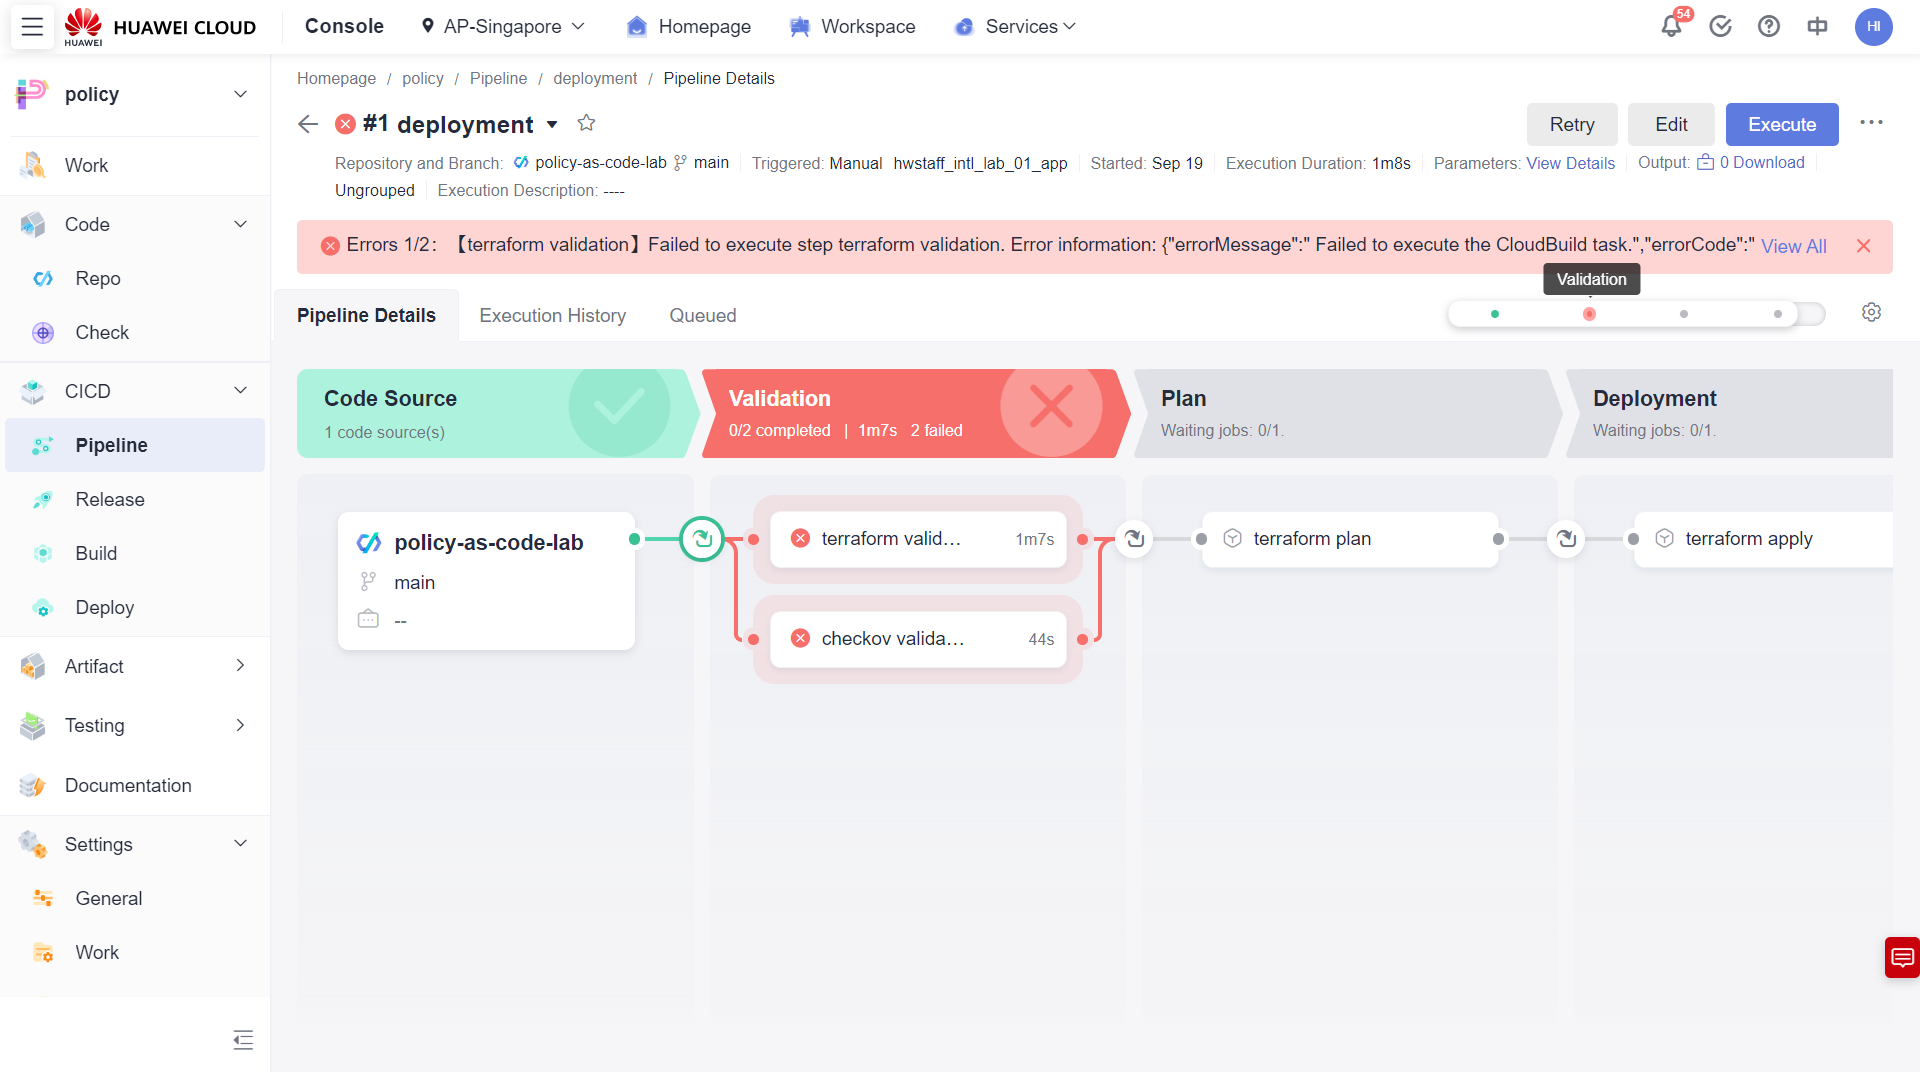 HUAWEI
HUAWEI CLOUD
Console
AP-Singapore
Homepage
Workspace
Services
54
HI
policy
Work
Code
Repo
Check
CICD
Pipeline
Release
Build
Deploy
Artifact
Testing
Documentation
Settings
General
Work
Homepage / policy / Pipeline / deployment / Pipeline Details
#1 deployment
Retry
Edit
Execute
Repository and Branch: policy-as-code-lab main Triggered: Manual hwstaff_intl_lab_01_app Started: Sep 19 Execution Duration: 1m8s Parameters: View Details Output: 0 Download
Ungrouped Execution Description: ----
Errors 1/2： 【terraform validation】Failed to execute step terraform validation. Error information: {"errorMessage":" Failed to execute the CloudBuild task.","errorCode":" View All
Validation
Pipeline Details
Execution History
Queued
Code Source
1 code source(s)
Validation
0/2 completed | 1m7s 2 failed
Plan
Waiting jobs: 0/1.
Deployment
Waiting jobs: 0/1.
policy-as-code-lab
main
--
terraform valid... 1m7s
checkov valida... 44s
terraform plan
terraform apply